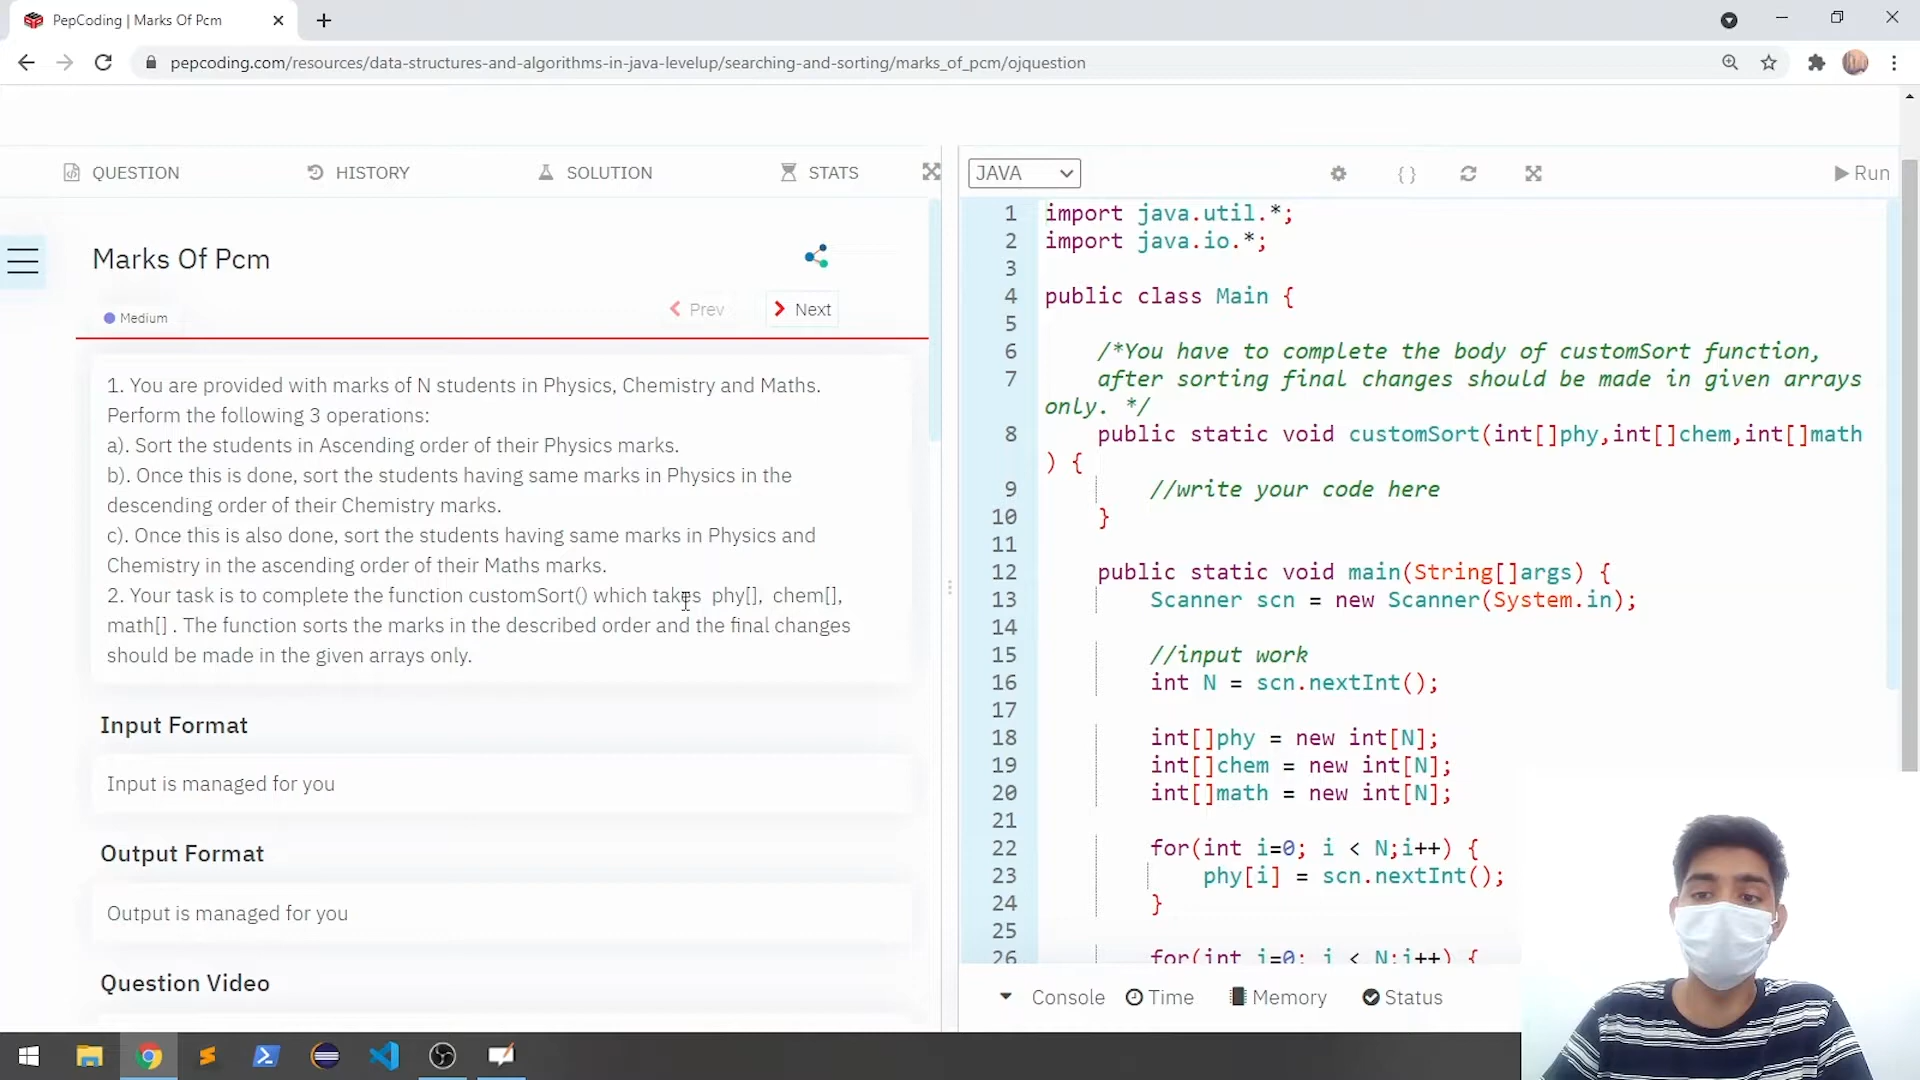 PepCoding | Marks Of Pcm
pepcoding.com/resources/data-structures-and-algorithms-in-java-levelup/searching-and-sorting/marks_of_pcm/ojquestion
QUESTION HISTORY SOLUTION STATS
Marks Of Pcm
Medium
Prev Next
1. You are provided with marks of N students in Physics, Chemistry and Maths.
Perform the following 3 operations:
a). Sort the students in Ascending order of their Physics marks.
b). Once this is done, sort the students having same marks in Physics in the
descending order of their Chemistry marks.
c). Once this is also done, sort the students having same marks in Physics and
Chemistry in the ascending order of their Maths marks.
2. Your task is to complete the function customSort() which takes phy[], chem[],
math[] . The function sorts the marks in the described order and the final changes
should be made in the given arrays only.
Input Format
Input is managed for you
Output Format
Output is managed for you
Question Video
JAVA { } Run
1 import java.util.*;
2 import java.io.*;
3
4 public class Main {
5
6 /*You have to complete the body of customSort function,
7 after sorting final changes should be made in given arrays
only. */
8 public static void customSort(int[]phy,int[]chem,int[]math
) {
9 //write your code here
10 }
11
12 public static void main(String[]args) {
13 Scanner scn = new Scanner(System.in);
14
15 //input work
16 int N = scn.nextInt();
17
18 int[]phy = new int[N];
19 int[]chem = new int[N];
20 int[]math = new int[N];
21
22 for(int i=0; i < N;i++) {
23 phy[i] = scn.nextInt();
24 }
25
26 for(int i=0; i < N;i++) {
Console Time Memory Status